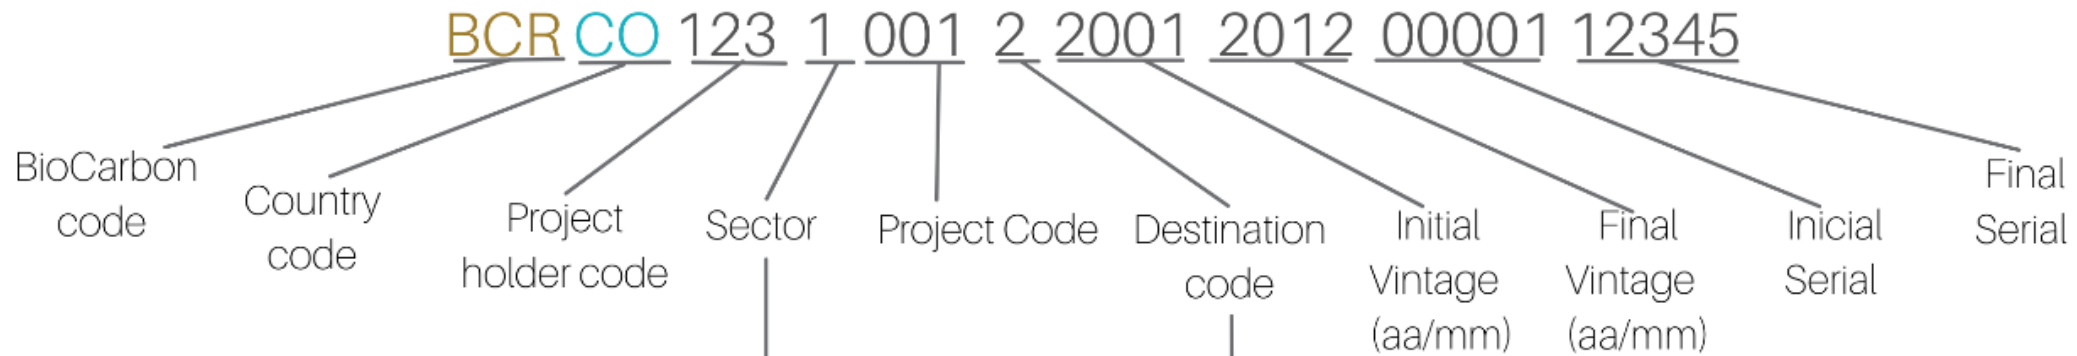 BCR CO 123 1 001 2 2001 2012 00001 12345
BioCarbon
code
Country
code
Project
holder code
Sector
Project Code
Destination
code
Initial
Vintage
(aa/mm)
Final
Vintage
(aa/mm)
Inicial
Serial
Final
Serial